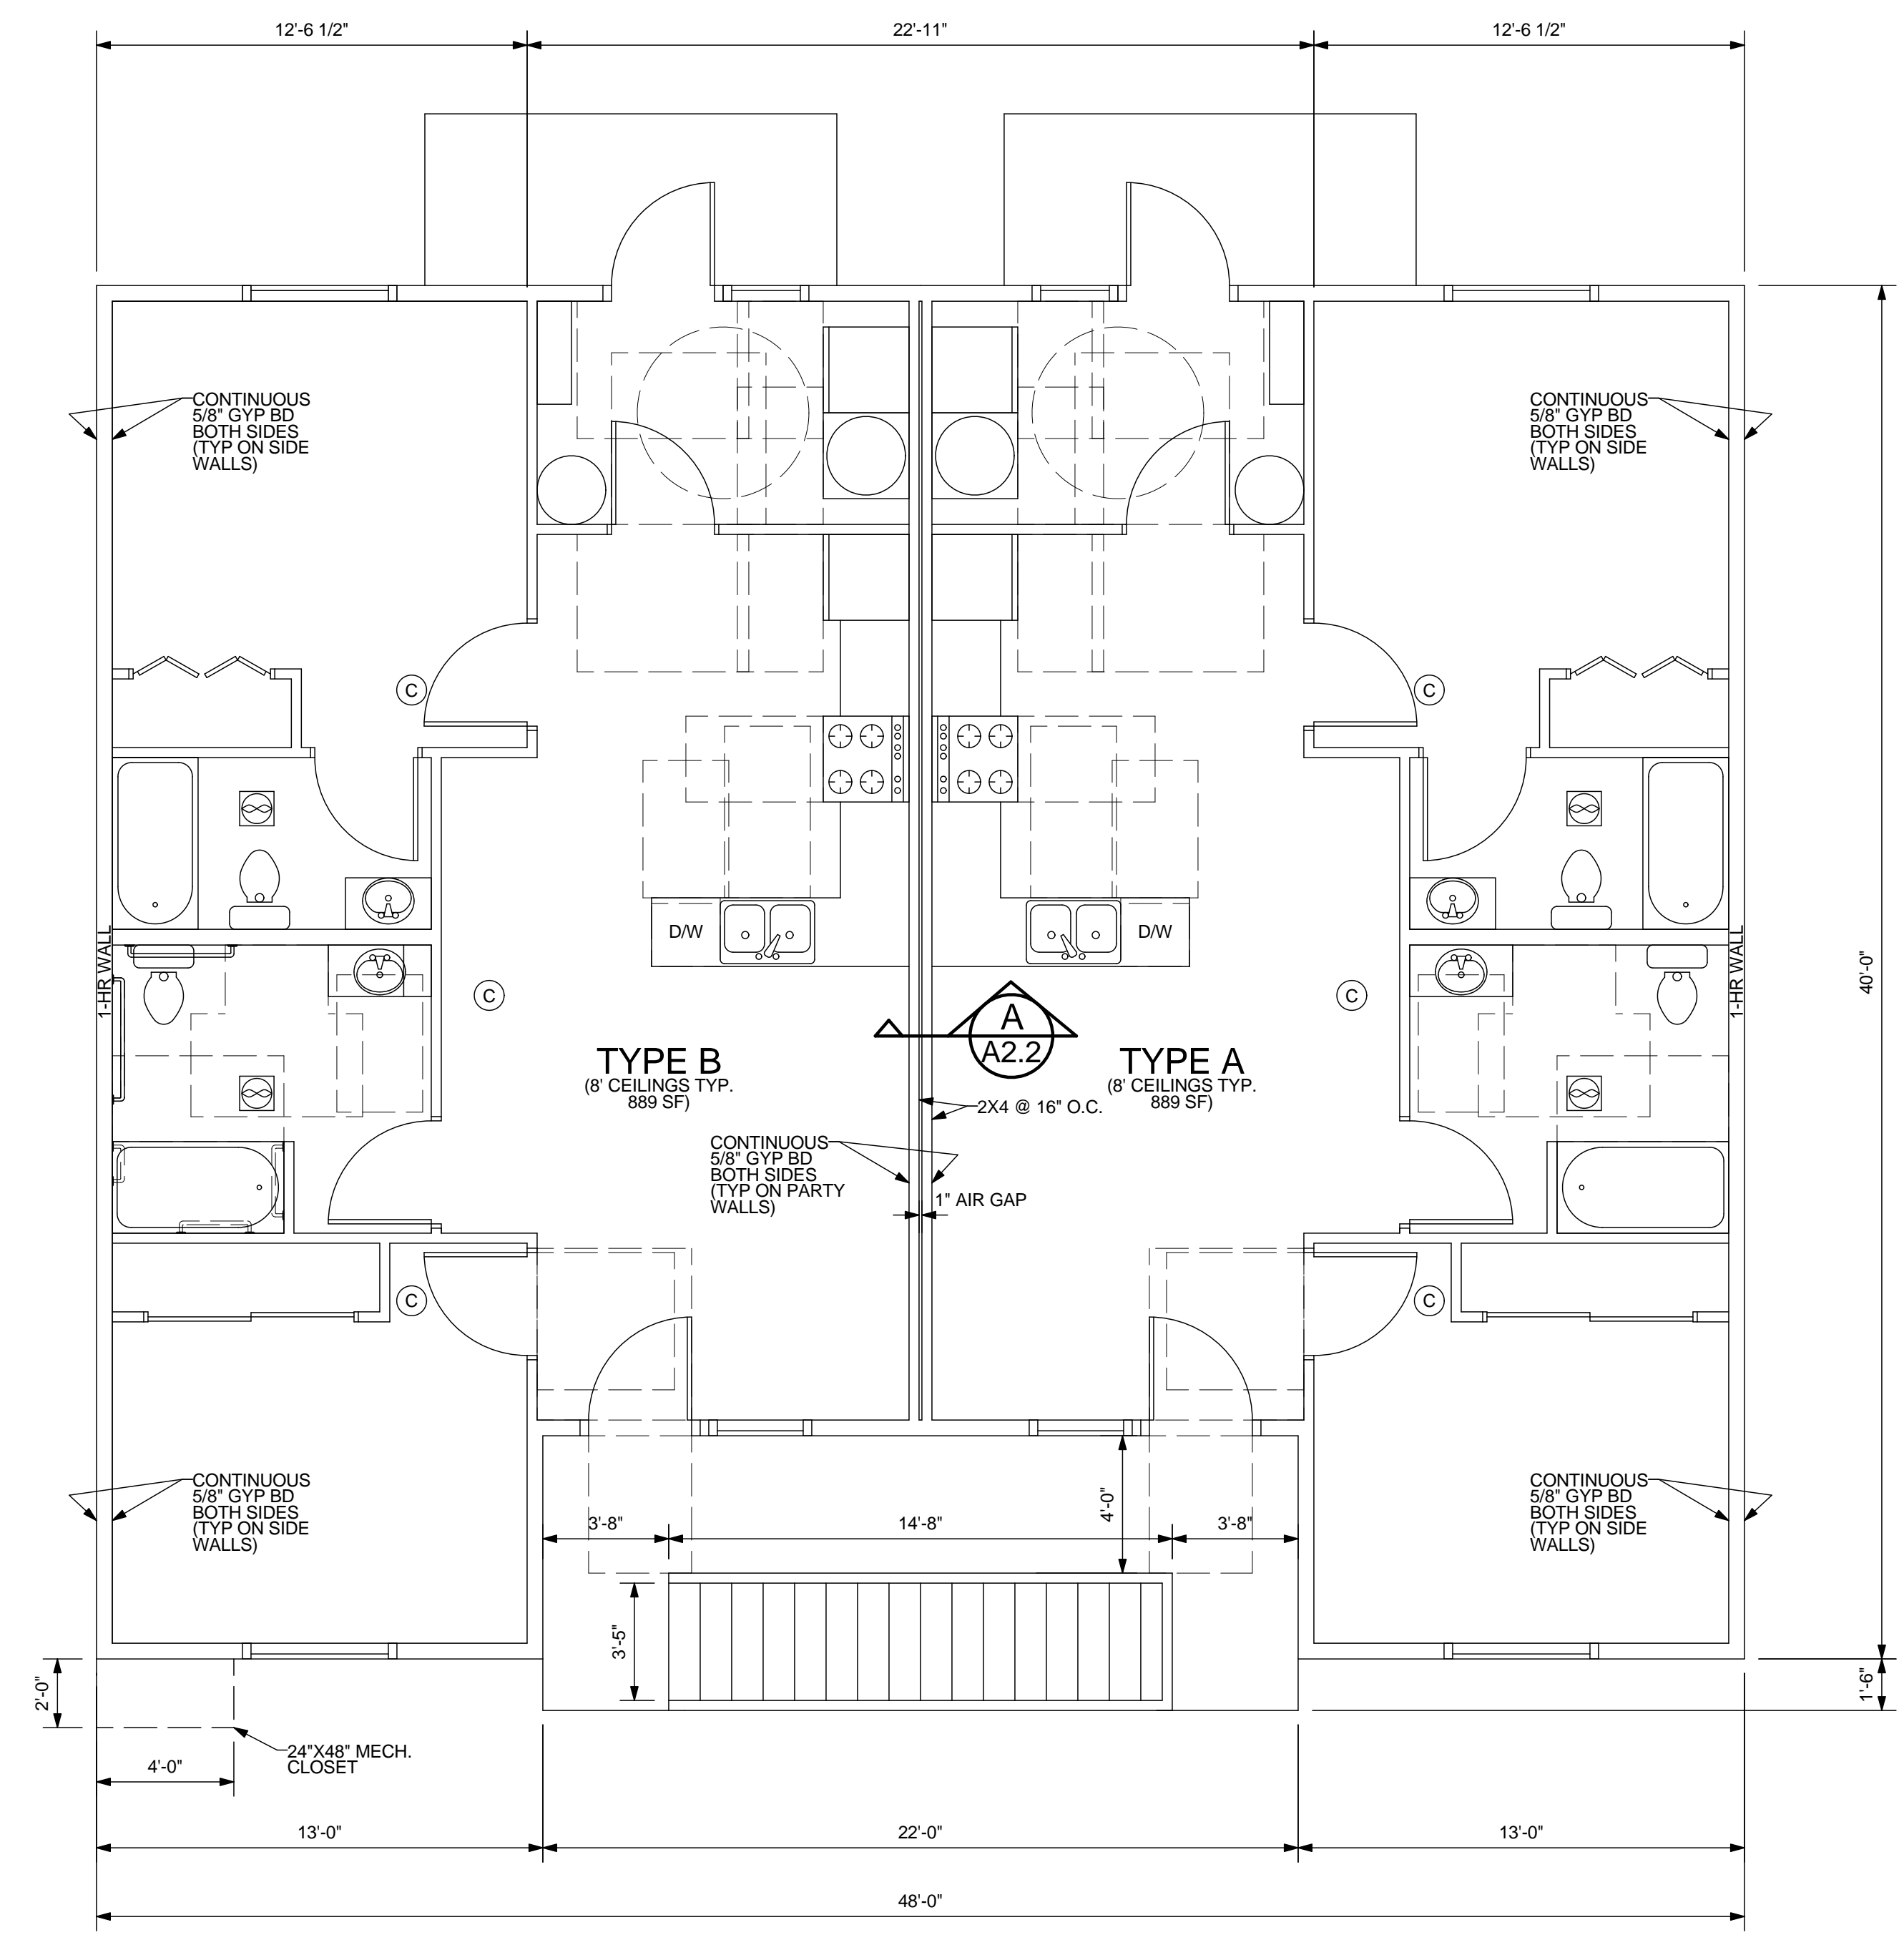 12'-6 1/2"
22'-11"
12'-6 1/2"
CONTINUOUS
5/8" GYP BD
BOTH SIDES
(TYP ON SIDE
WALLS)
CONTINUOUS
5/8" GYP BD
BOTH SIDES
(TYP ON SIDE
WALLS)
C
C
D/W
D/W
1-HR WALL
1-HR WALL
40'-0"
C
C
A
A2.2
TYPE B
(8' CEILINGS TYP.
889 SF)
TYPE A
(8' CEILINGS TYP.
889 SF)
2X4 @ 16" O.C.
CONTINUOUS
5/8" GYP BD
BOTH SIDES
(TYP ON PARTY
WALLS)
1" AIR GAP
C
C
CONTINUOUS
5/8" GYP BD
BOTH SIDES
(TYP ON SIDE
WALLS)
CONTINUOUS
5/8" GYP BD
BOTH SIDES
(TYP ON SIDE
WALLS)
4'-0"
3'-8"
14'-8"
3'-8"
3'-5"
2'-0"
1'-6"
24"X48" MECH.
CLOSET
4'-0"
13'-0"
22'-0"
13'-0"
48'-0"